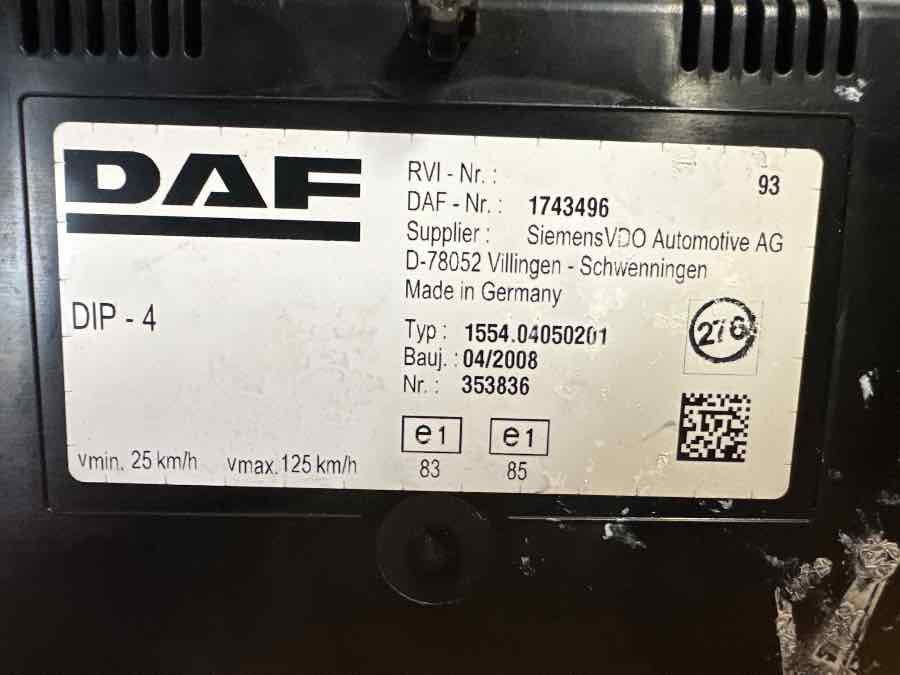 DAF
DIP - 4
vmin. 25 km/h vmax. 125 km/h
RVI - Nr. :
93
DAF - Nr. : 1743496
Supplier : SiemensVDO Automotive AG
D-78052 Villingen - Schwenningen
Made in Germany
Typ : 1554.04050201
Bauj. : 04/2008
Nr. : 353836
276
e1 e1
83 85